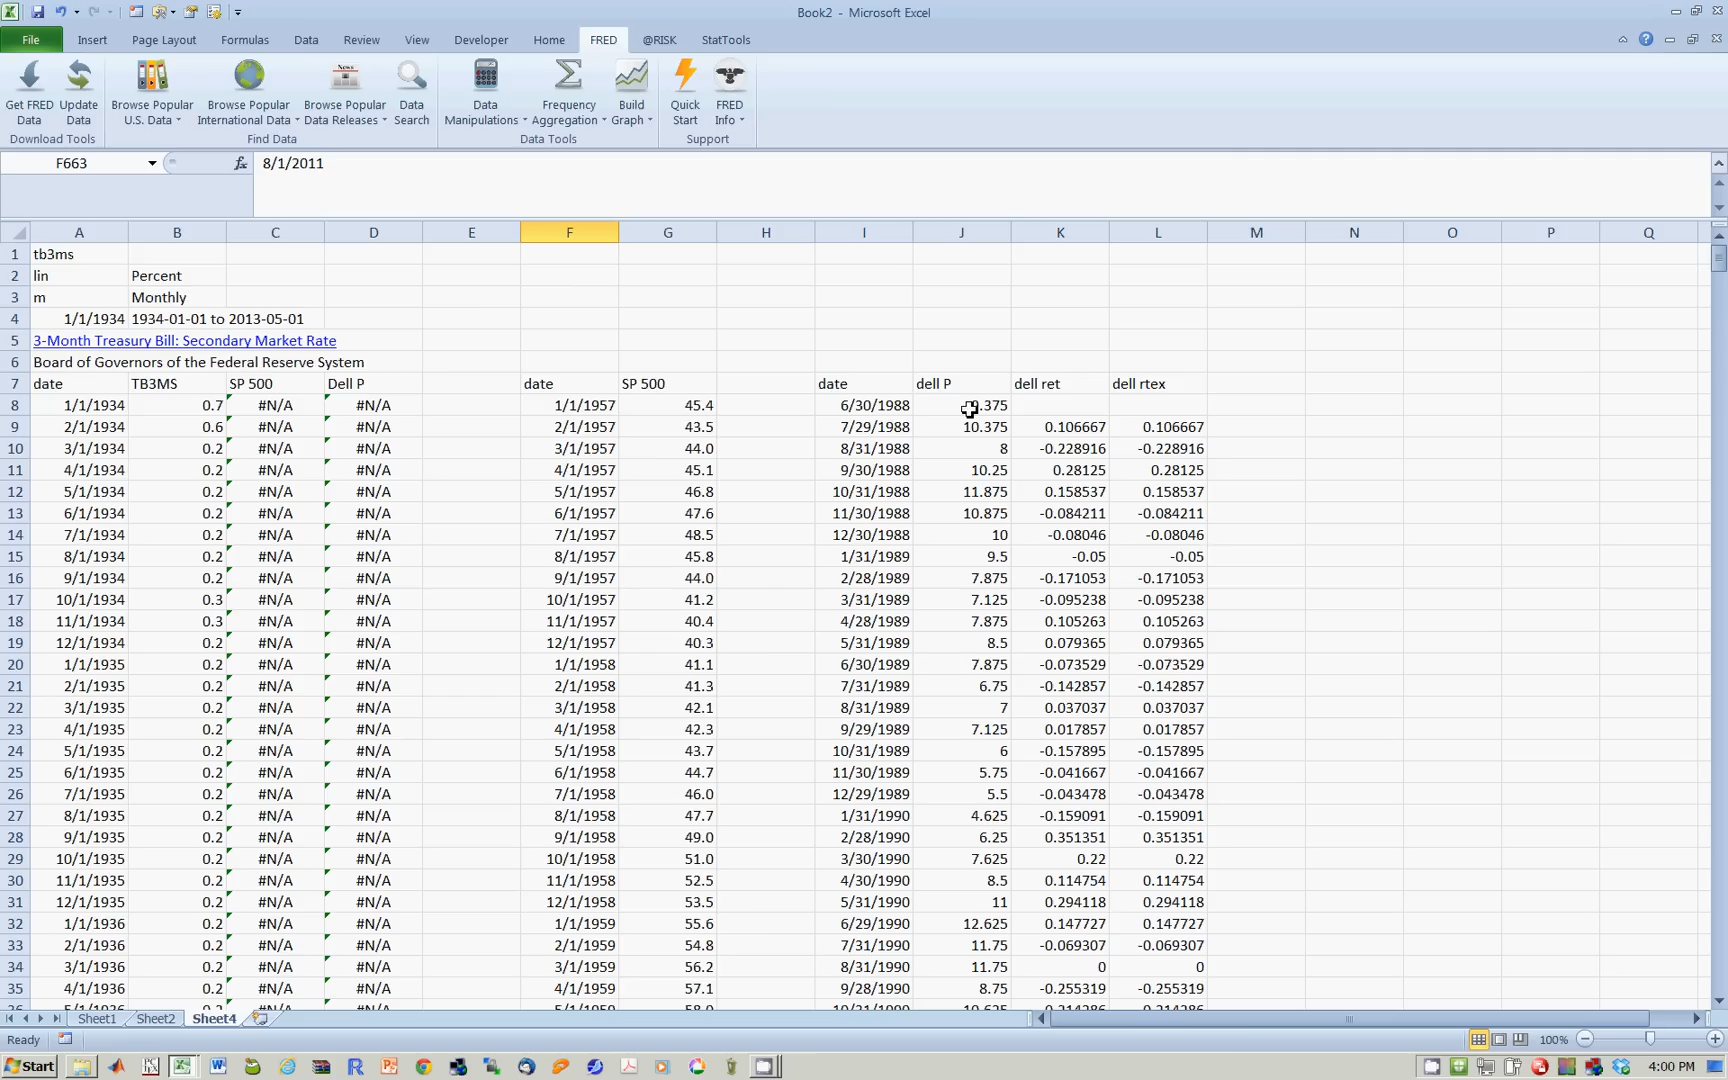 Book2 - Microsoft Excel
File Insert Page Layout Formulas Data Review View Developer Home FRED @RISK StatTools
Get FRED Data Update Data Browse Popular U.S. Data Browse Popular International Data Browse Popular Data Releases Data Search Data Manipulations Frequency Aggregation Build Graph Quick Start FRED Info
Download Tools Find Data Data Tools Support
F663 fx 8/1/2011
A B C D E F G H I J K L M N O P Q
1 tb3ms
2 lin Percent
3 m Monthly
4 1/1/1934 1934-01-01 to 2013-05-01
5 3-Month Treasury Bill: Secondary Market Rate
6 Board of Governors of the Federal Reserve System
7 date TB3MS SP 500 Dell P date SP 500 date dell P dell ret dell rtex
8 1/1/1934 0.7 #N/A #N/A 1/1/1957 45.4 6/30/1988 .375
9 2/1/1934 0.6 #N/A #N/A 2/1/1957 43.5 7/29/1988 10.375 0.106667 0.106667
10 3/1/1934 0.2 #N/A #N/A 3/1/1957 44.0 8/31/1988 8 -0.228916 -0.228916
11 4/1/1934 0.2 #N/A #N/A 4/1/1957 45.1 9/30/1988 10.25 0.28125 0.28125
12 5/1/1934 0.2 #N/A #N/A 5/1/1957 46.8 10/31/1988 11.875 0.158537 0.158537
13 6/1/1934 0.2 #N/A #N/A 6/1/1957 47.6 11/30/1988 10.875 -0.084211 -0.084211
14 7/1/1934 0.2 #N/A #N/A 7/1/1957 48.5 12/30/1988 10 -0.08046 -0.08046
15 8/1/1934 0.2 #N/A #N/A 8/1/1957 45.8 1/31/1989 9.5 -0.05 -0.05
16 9/1/1934 0.2 #N/A #N/A 9/1/1957 44.0 2/28/1989 7.875 -0.171053 -0.171053
17 10/1/1934 0.3 #N/A #N/A 10/1/1957 41.2 3/31/1989 7.125 -0.095238 -0.095238
18 11/1/1934 0.3 #N/A #N/A 11/1/1957 40.4 4/28/1989 7.875 0.105263 0.105263
19 12/1/1934 0.2 #N/A #N/A 12/1/1957 40.3 5/31/1989 8.5 0.079365 0.079365
20 1/1/1935 0.2 #N/A #N/A 1/1/1958 41.1 6/30/1989 7.875 -0.073529 -0.073529
21 2/1/1935 0.2 #N/A #N/A 2/1/1958 41.3 7/31/1989 6.75 -0.142857 -0.142857
22 3/1/1935 0.2 #N/A #N/A 3/1/1958 42.1 8/31/1989 7 0.037037 0.037037
23 4/1/1935 0.2 #N/A #N/A 4/1/1958 42.3 9/29/1989 7.125 0.017857 0.017857
24 5/1/1935 0.2 #N/A #N/A 5/1/1958 43.7 10/31/1989 6 -0.157895 -0.157895
25 6/1/1935 0.2 #N/A #N/A 6/1/1958 44.7 11/30/1989 5.75 -0.041667 -0.041667
26 7/1/1935 0.2 #N/A #N/A 7/1/1958 46.0 12/29/1989 5.5 -0.043478 -0.043478
27 8/1/1935 0.2 #N/A #N/A 8/1/1958 47.7 1/31/1990 4.625 -0.159091 -0.159091
28 9/1/1935 0.2 #N/A #N/A 9/1/1958 49.0 2/28/1990 6.25 0.351351 0.351351
29 10/1/1935 0.2 #N/A #N/A 10/1/1958 51.0 3/30/1990 7.625 0.22 0.22
30 11/1/1935 0.2 #N/A #N/A 11/1/1958 52.5 4/30/1990 8.5 0.114754 0.114754
31 12/1/1935 0.2 #N/A #N/A 12/1/1958 53.5 5/31/1990 11 0.294118 0.294118
32 1/1/1936 0.2 #N/A #N/A 1/1/1959 55.6 6/29/1990 12.625 0.147727 0.147727
33 2/1/1936 0.2 #N/A #N/A 2/1/1959 54.8 7/31/1990 11.75 -0.069307 -0.069307
34 3/1/1936 0.2 #N/A #N/A 3/1/1959 56.2 8/31/1990 11.75 0 0
35 4/1/1936 0.2 #N/A #N/A 4/1/1959 57.1 9/28/1990 8.75 -0.255319 -0.255319
Sheet1 Sheet2 Sheet4
Ready 100%
Start 4:00 PM